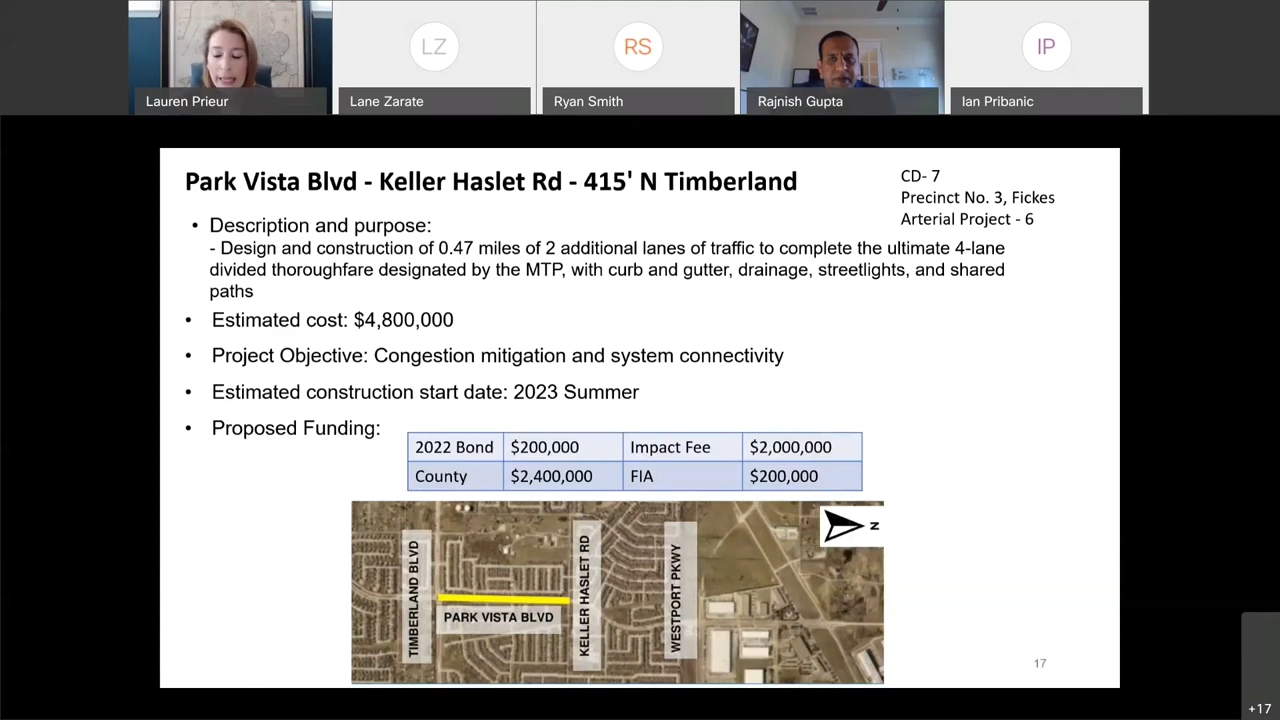 LZ
RS
IP
Lauren Prieur
Lane Zarate
Ryan Smith
Rajnish Gupta
Ian Pribanic
Park Vista Blvd - Keller Haslet Rd - 415' N Timberland
CD- 7
Precinct No. 3, Fickes
Arterial Project - 6
• Description and purpose:
- Design and construction of 0.47 miles of 2 additional lanes of traffic to complete the ultimate 4-lane
divided thoroughfare designated by the MTP, with curb and gutter, drainage, streetlights, and shared
paths
• Estimated cost: $4,800,000
• Project Objective: Congestion mitigation and system connectivity
• Estimated construction start date: 2023 Summer
• Proposed Funding:
2022 Bond $200,000 Impact Fee $2,000,000
County $2,400,000 FIA $200,000
N
TIMBERLAND BLVD
PARK VISTA BLVD
KELLER HASLET RD
WESTPORT PKWY
17
+17